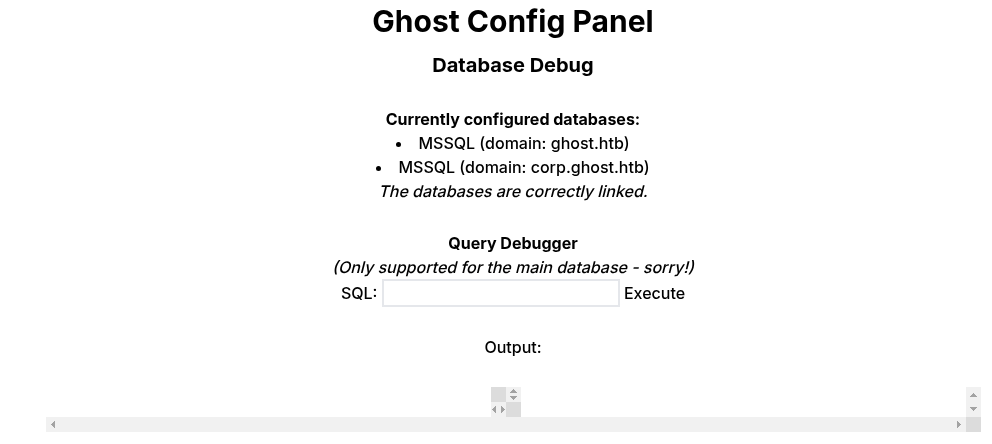 Ghost Config Panel
Database Debug
Currently configured databases:
• MSSQL (domain: ghost.htb)
• MSSQL (domain: corp.ghost.htb)
The databases are correctly linked.
Query Debugger
(Only supported for the main database - sorry!)
SQL: Execute
Output: